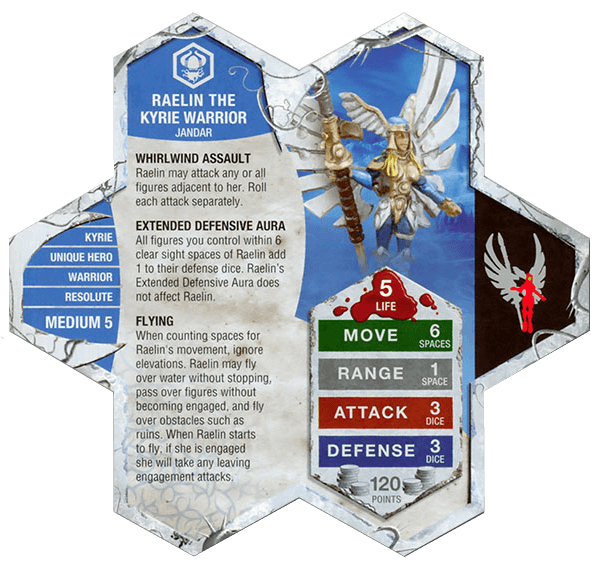 RAELIN THE
KYRIE WARRIOR
JANDAR
WHIRLWIND ASSAULT
Raelin may attack any or all
figures adjacent to her. Roll
each attack separately.
EXTENDED DEFENSIVE AURA
All figures you control within 6
clear sight spaces of Raelin add
1 to their defense dice. Raelin's
Extended Defensive Aura does
not affect Raelin.
FLYING
When counting spaces for
Raelin's movement, ignore
elevations. Raelin may fly
over water without stopping,
pass over figures without
becoming engaged, and fly
over obstacles such as
ruins. When Raelin starts
to fly, if she is engaged
she will take any leaving
engagement attacks.
KYRIE
UNIQUE HERO
WARRIOR
RESOLUTE
MEDIUM 5
5
LIFE
MOVE 6
SPACES
RANGE 1
SPACE
ATTACK 3
DICE
DEFENSE 3
DICE
120
POINTS